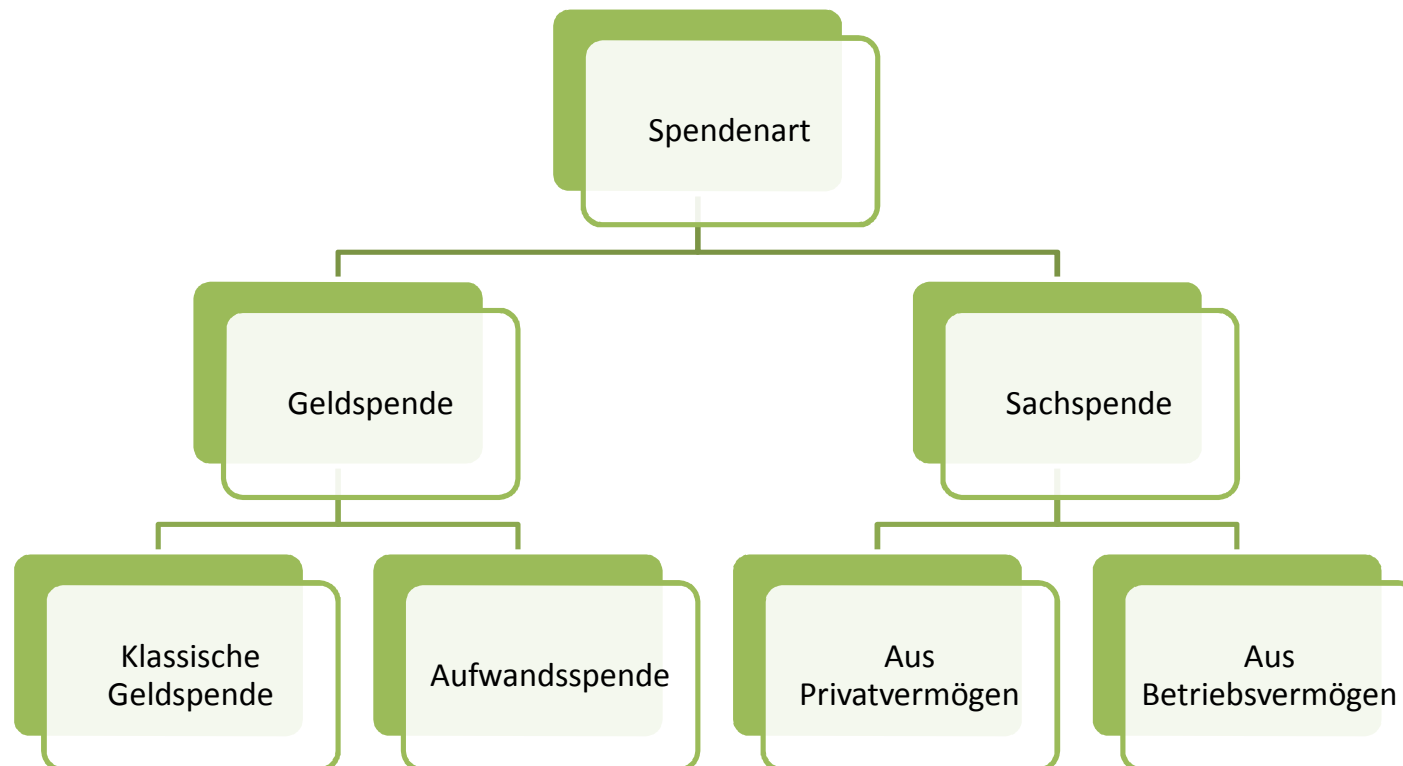 Spendenart
Geldspende
Sachspende
Klassische
Geldspende
Aufwandsspende
Aus
Privatvermögen
Aus
Betriebsvermögen